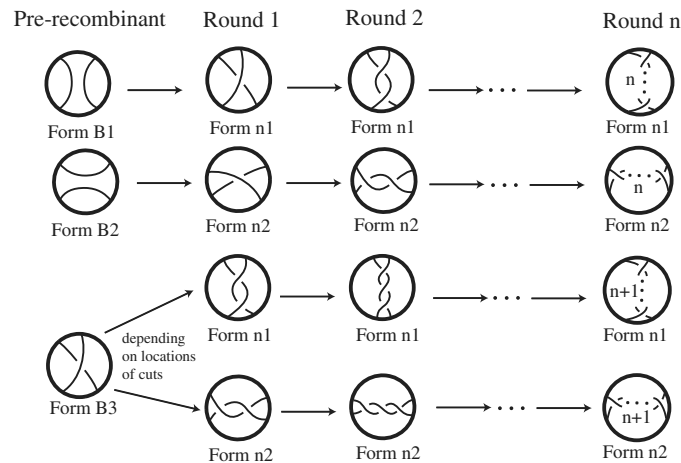 Pre-recombinant Round 1 Round 2 Round n
n
Form B1 Form n1 Form n1 Form n1
n
Form B2 Form n2 Form n2 Form n2
n+1
Form n1 Form n1 Form n1
depending
on locations
of cuts
Form B3
n+1
Form n2 Form n2 Form n2